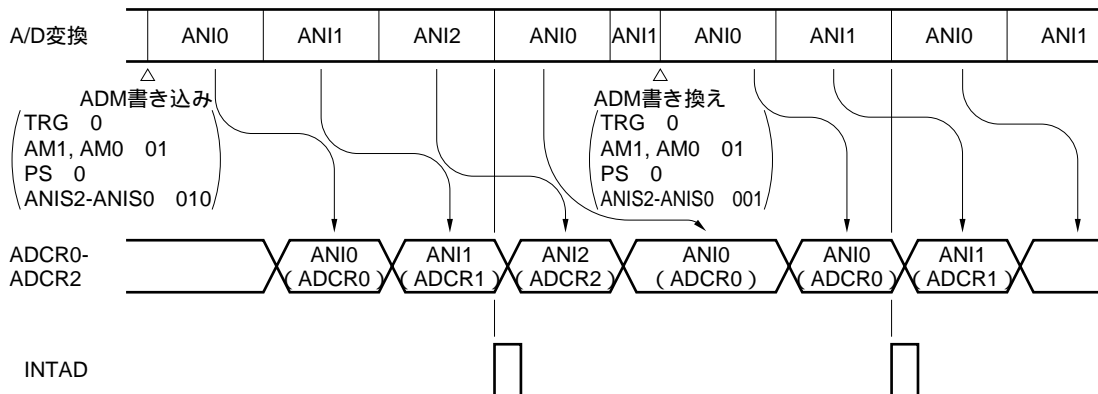 A/D変換 ANI0 ANI1 ANI2 ANI0 ANI1 ANI0 ANI1 ANI0 ANI1
ADM書き込み
TRG 0
AM1, AM0 01
PS 0
ANIS2-ANIS0 010
ADM書き換え
TRG 0
AM1, AM0 01
PS 0
ANIS2-ANIS0 001
ADCR0-
ADCR2
ANI0 ANI1 ANI2 ANI0 ANI0 ANI1
(ADCR0) (ADCR1) (ADCR2) (ADCR0) (ADCR0) (ADCR1)
INTAD